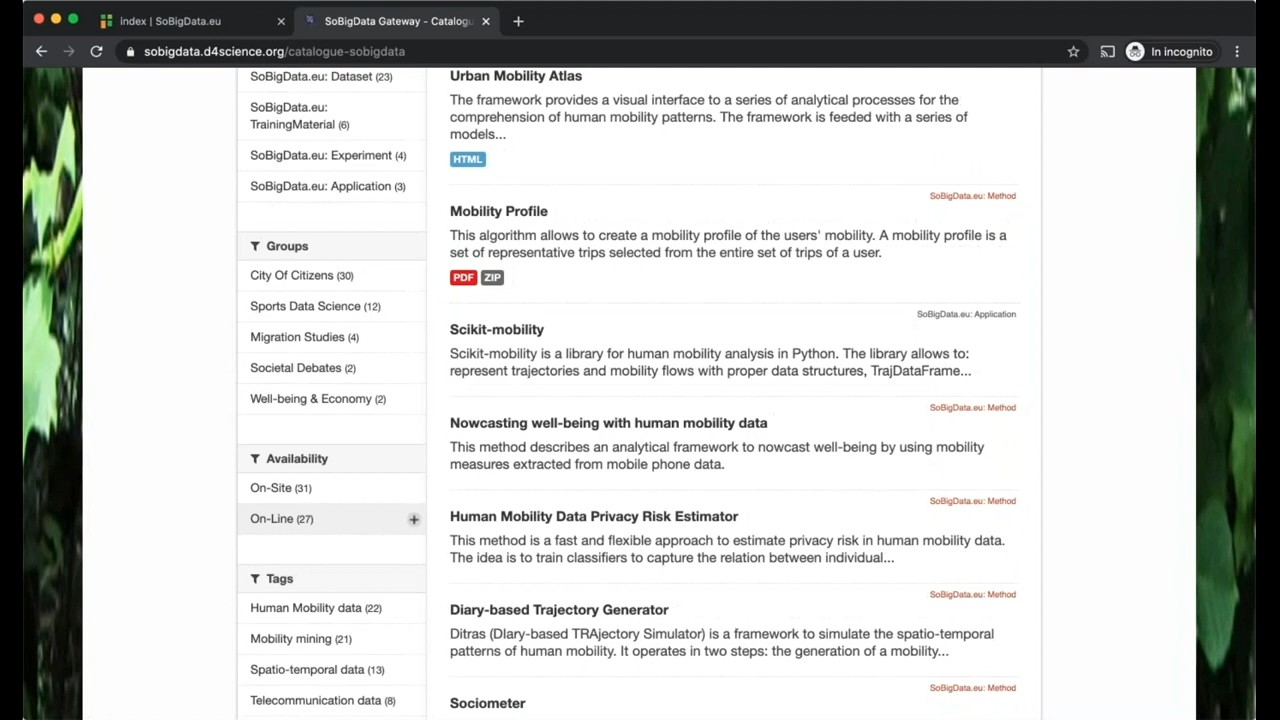 index | SoBigData.eu
SoBigData Gateway - Catalogu
sobigdata.d4science.org/catalogue-sobigdata
In incognito
SoBigData.eu: Dataset (23)
SoBigData.eu:
TrainingMaterial (6)
SoBigData.eu: Experiment (4)
SoBigData.eu: Application (3)
Groups
City Of Citizens (30)
Sports Data Science (12)
Migration Studies (4)
Societal Debates (2)
Well-being & Economy (2)
Availability
On-Site (31)
On-Line (27)
Tags
Human Mobility data (22)
Mobility mining (21)
Spatio-temporal data (13)
Telecommunication data (8)
Urban Mobility Atlas
The framework provides a visual interface to a series of analytical processes for the
comprehension of human mobility patterns. The framework is feeded with a series of
models...
HTML
SoBigData.eu: Method
Mobility Profile
This algorithm allows to create a mobility profile of the users' mobility. A mobility profile is a
set of representative trips selected from the entire set of trips of a user.
PDF ZIP
SoBigData.eu: Application
Scikit-mobility
Scikit-mobility is a library for human mobility analysis in Python. The library allows to:
represent trajectories and mobility flows with proper data structures, TrajDataFrame...
SoBigData.eu: Method
Nowcasting well-being with human mobility data
This method describes an analytical framework to nowcast well-being by using mobility
measures extracted from mobile phone data.
SoBigData.eu: Method
Human Mobility Data Privacy Risk Estimator
This method is a fast and flexible approach to estimate privacy risk in human mobility data.
The idea is to train classifiers to capture the relation between individual...
SoBigData.eu: Method
Diary-based Trajectory Generator
Ditras (DIary-based TRAjectory Simulator) is a framework to simulate the spatio-temporal
patterns of human mobility. It operates in two steps: the generation of a mobility...
SoBigData.eu: Method
Sociometer